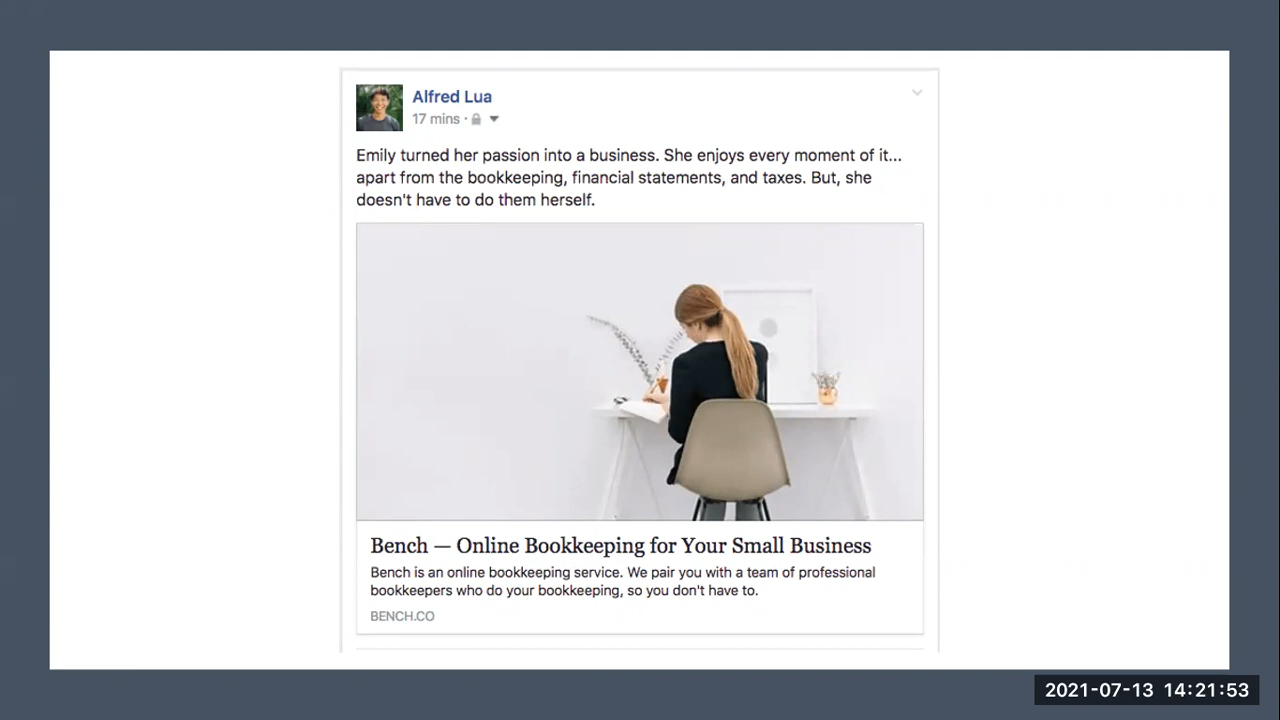 Alfred Lua
17 mins ·
Emily turned her passion into a business. She enjoys every moment of it...
apart from the bookkeeping, financial statements, and taxes. But, she
doesn't have to do them herself.
Bench — Online Bookkeeping for Your Small Business
Bench is an online bookkeeping service. We pair you with a team of professional
bookkeepers who do your bookkeeping, so you don't have to.
BENCH.CO
2021-07-13 14:21:53